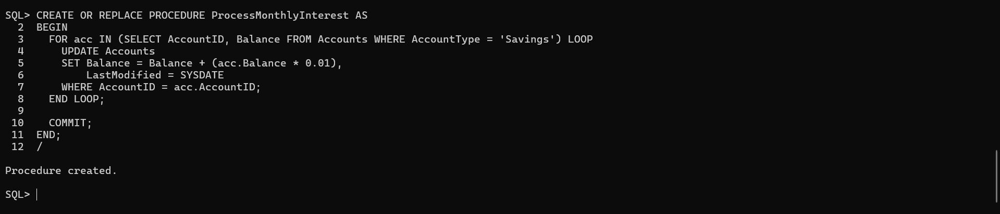 SQL> CREATE OR REPLACE PROCEDURE ProcessMonthlyInterest AS
  2  BEGIN
  3    FOR acc IN (SELECT AccountID, Balance FROM Accounts WHERE AccountType = 'Savings') LOOP
  4      UPDATE Accounts
  5      SET Balance = Balance + (acc.Balance * 0.01),
  6          LastModified = SYSDATE
  7      WHERE AccountID = acc.AccountID;
  8    END LOOP;
  9
 10    COMMIT;
 11  END;
 12  /
Procedure created.
SQL>